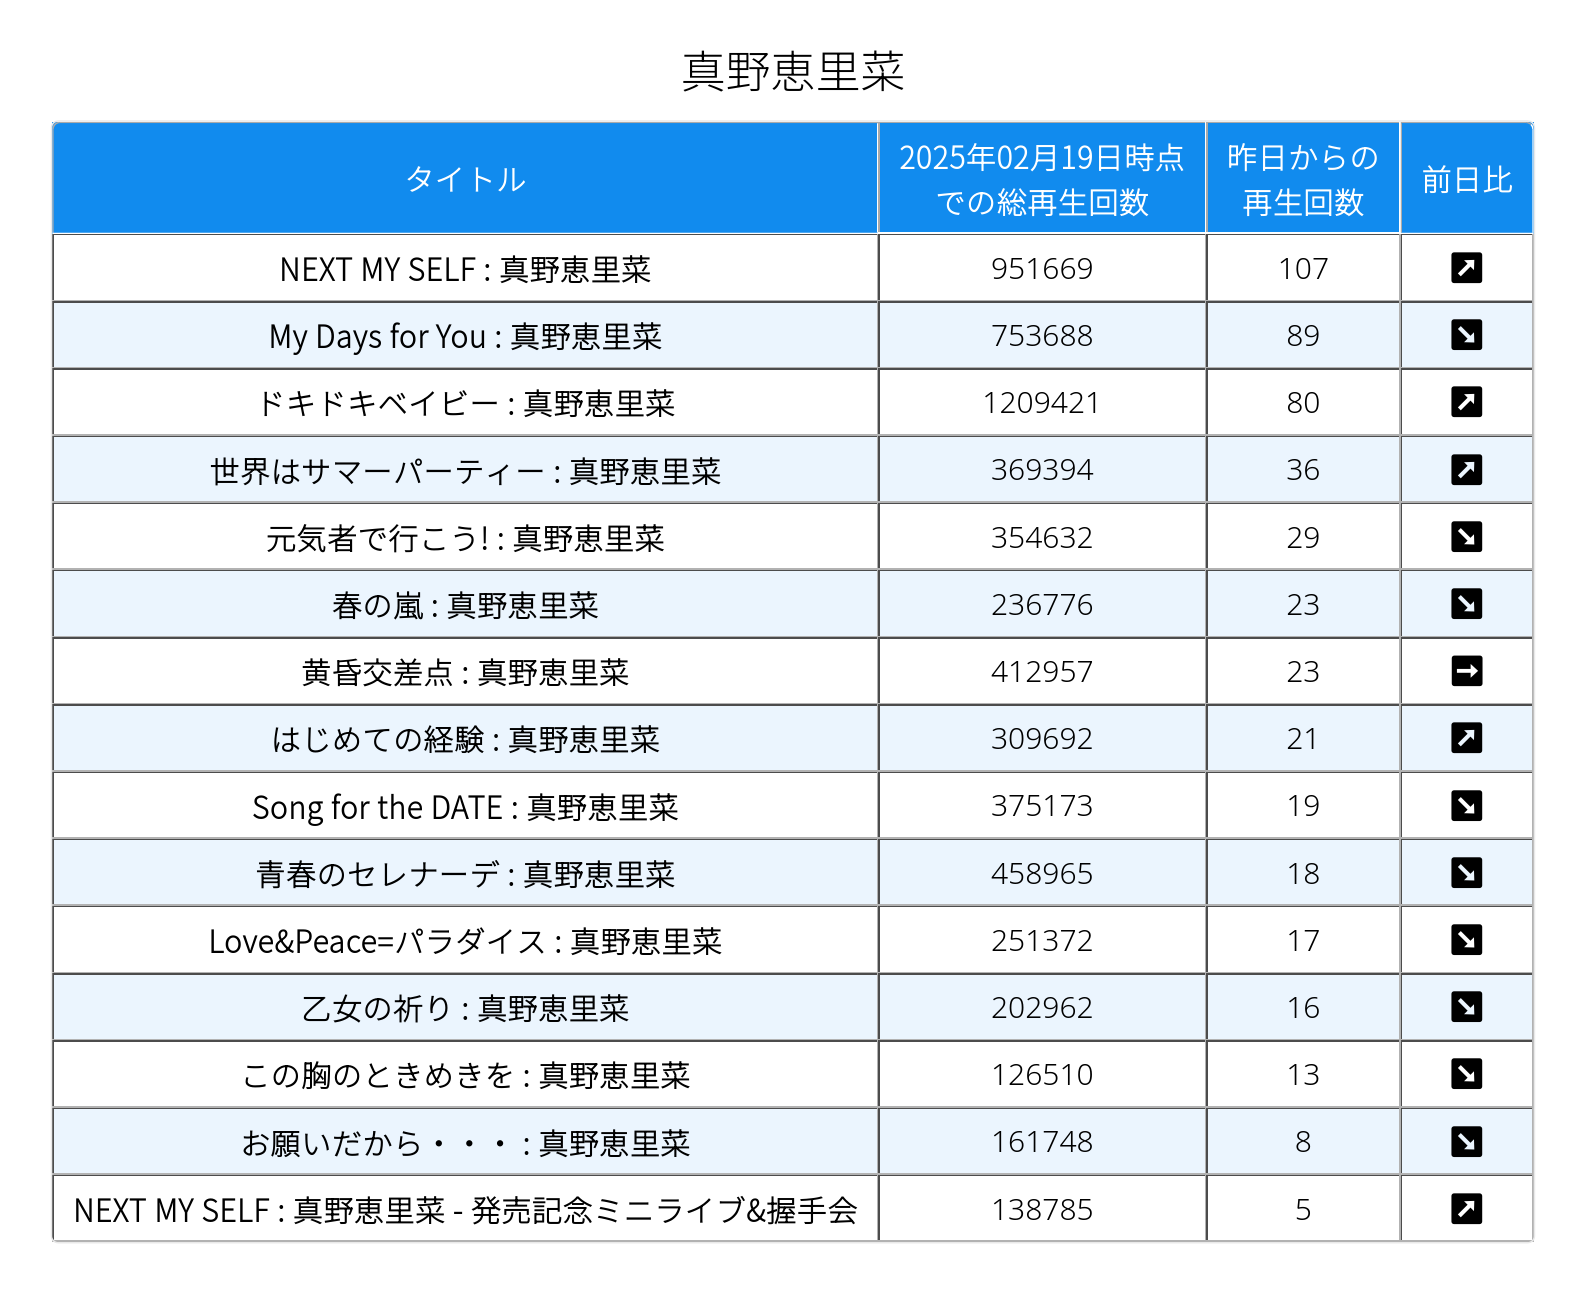 真野恵里菜
タイトル 2025年02月19日時点での総再生回数 昨日からの再生回数 前日比
NEXT MY SELF : 真野恵里菜 951669 107 ↗
My Days for You : 真野恵里菜 753688 89 ↘
ドキドキベイビー : 真野恵里菜 1209421 80 ↗
世界はサマーパーティー : 真野恵里菜 369394 36 ↗
元気者で行こう! : 真野恵里菜 354632 29 ↘
春の嵐 : 真野恵里菜 236776 23 ↘
黄昏交差点 : 真野恵里菜 412957 23 →
はじめての経験 : 真野恵里菜 309692 21 ↗
Song for the DATE : 真野恵里菜 375173 19 ↘
青春のセレナーデ : 真野恵里菜 458965 18 ↘
Love&Peace=パラダイス : 真野恵里菜 251372 17 ↘
乙女の祈り : 真野恵里菜 202962 16 ↘
この胸のときめきを : 真野恵里菜 126510 13 ↘
お願いだから・・・ : 真野恵里菜 161748 8 ↘
NEXT MY SELF : 真野恵里菜 - 発売記念ミニライブ&握手会 138785 5 ↗